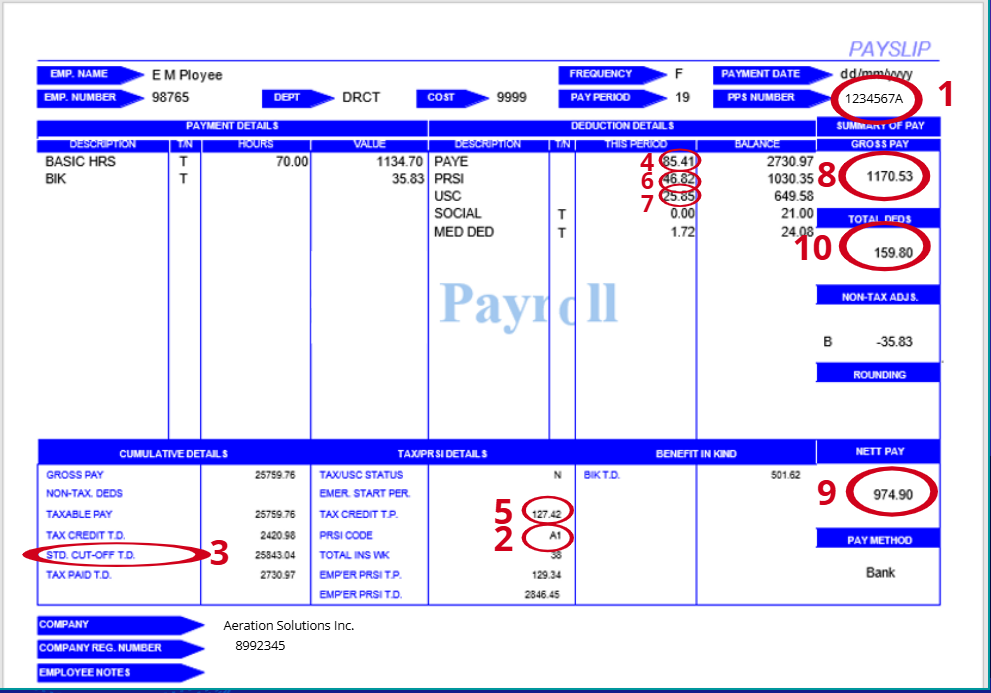 PAYSLIP
EMP. NAME E M Ployee FREQUENCY F PAYMENT DATE dd/mm/yyyy
EMP. NUMBER 98765 DEPT DRCT COST 9999 PAY PERIOD 19 PPS NUMBER 1234567A 1
PAYMENT DETAILS DEDUCTION DETAILS SUMMARY OF PAY
DESCRIPTION T/N HOURS VALUE DESCRIPTION T/N THIS PERIOD BALANCE GROSS PAY
BASIC HRS T 70.00 1134.70 PAYE 4 85.41 2730.97
BIK T 35.83 PRSI 6 46.82 1030.35 8 1170.53
USC 7 25.85 649.58
SOCIAL T 0.00 21.00 TOTAL DEDS
MED DED T 1.72 24.08
10 159.80
Payroll
NON-TAX ADJS.
B -35.83
ROUNDING
CUMULATIVE DETAILS TAX/PRSI DETAILS BENEFIT IN KIND NETT PAY
GROSS PAY 25759.76 TAX/USC STATUS N BIK T.D. 501.62
NON-TAX. DEDS EMER. START PER. 9 974.90
TAXABLE PAY 25759.76 TAX CREDIT T.P. 5 127.42
TAX CREDIT T.D. 2420.98 PRSI CODE 2 A1 PAY METHOD
STD. CUT-OFF T.D. 3 25843.04 TOTAL INS WK 38
TAX PAID T.D. 2730.97 EMP'ER PRSI T.P. 129.34 Bank
EMP'ER PRSI T.D. 2846.45
COMPANY Aeration Solutions Inc.
COMPANY REG. NUMBER 8992345
EMPLOYEE NOTES